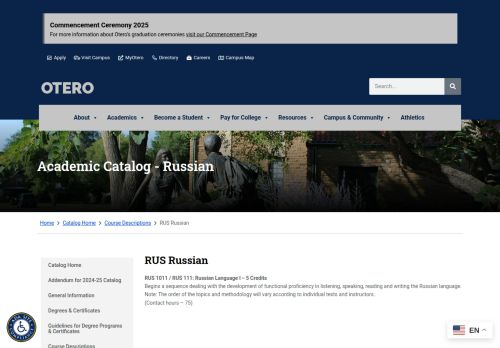 Commencement Ceremony 2025
For more information about Otero's graduation ceremonies visit our Commencement Page
Apply Visit Campus MyOtero Directory Careers Campus Map
OTERO
Search...
About Academics Become a Student Pay for College Resources Campus & Community Athletics
Academic Catalog - Russian
Home Catalog Home Course Descriptions RUS Russian
Catalog Home
Addendum for 2024-25 Catalog
General Information
Degrees & Certificates
Guidelines for Degree Programs
& Certificates
Course Descriptions
RUS Russian
RUS 1011 / RUS 111: Russian Language I – 5 Credits
Begins a sequence dealing with the development of functional proficiency in listening, speaking, reading and writing the Russian language.
Note: The order of the topics and methodology will vary according to individual texts and instructors.
(Contact hours – 75)
EN